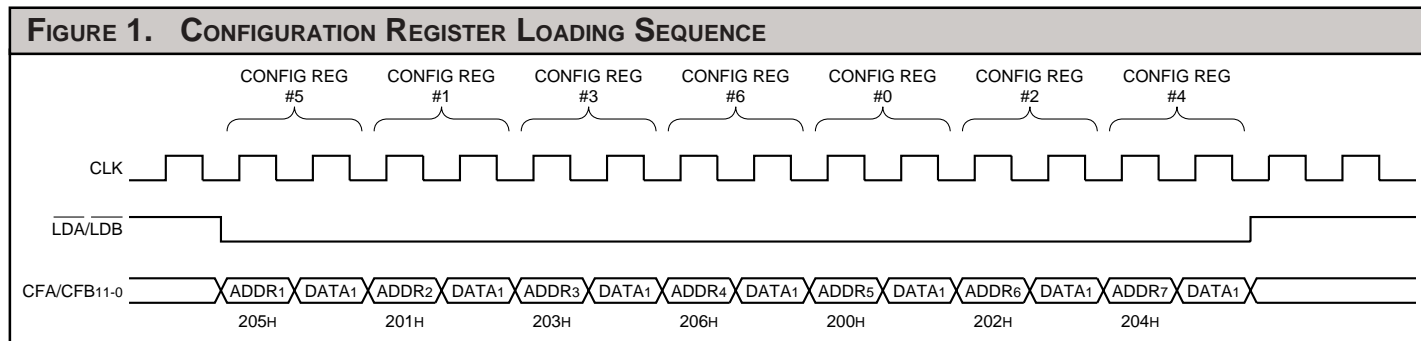 FIGURE 1. CONFIGURATION REGISTER LOADING SEQUENCE
CONFIG REG #5
CONFIG REG #1
CONFIG REG #3
CONFIG REG #6
CONFIG REG #0
CONFIG REG #2
CONFIG REG #4
CLK
LDA/LDB
CFA/CFB11-0 ADDR1 DATA1 ADDR2 DATA1 ADDR3 DATA1 ADDR4 DATA1 ADDR5 DATA1 ADDR6 DATA1 ADDR7 DATA1
205H 201H 203H 206H 200H 202H 204H